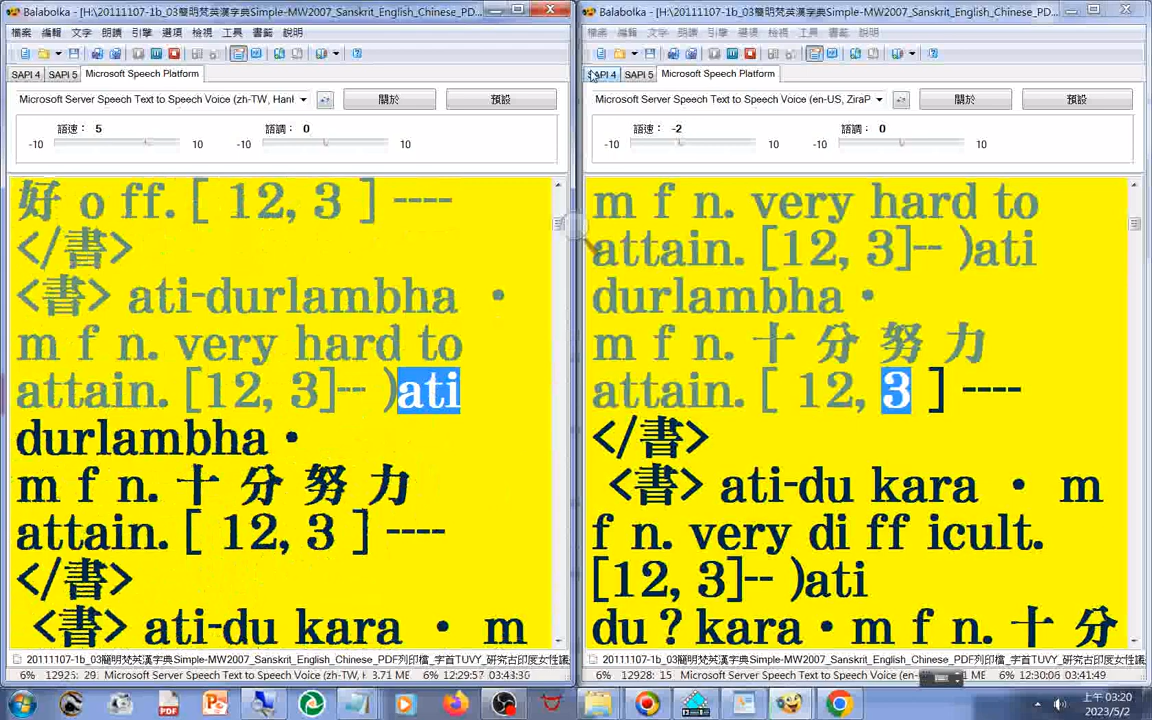 Balabolka - [H:\20111107-1b_03簡明梵英漢字典Simple-MW2007_Sanskrit_English_Chinese_PD...
檔案 編輯 文字 朗讀 引擎 選項 檢視 工具 書籤 說明
SAPI 4 SAPI 5 Microsoft Speech Platform
Microsoft Server Speech Text to Speech Voice (zh-TW, Han
關於 預設
語速： 5 語調： 0
-10 10 -10 10
好 o ff. [ 12, 3 ] ----
</書>
<書> ati-durlambha •
m f n. very hard to
attain. [12, 3]-- )ati
durlambha •
m f n. 十 分 努 力
attain. [ 12, 3 ] ----
</書>
<書> ati-du kara • m
20111107-1b_03簡明梵英漢字典Simple-MW2007_Sanskrit_English_Chinese_PDF列印檔_字首TUVY_研究古印度女性議
6% 12925: 29. Microsoft Server Speech Text to Speech Voice (zh-TW, H 3.71 ME 6% 12:29:57 03:43:36
Balabolka - [H:\20111107-1b_03簡明梵英漢字典Simple-MW2007_Sanskrit_English_Chinese_PD...
檔案 編輯 文字 朗讀 引擎 選項 檢視 工具 書籤 說明
SAPI 4 SAPI 5 Microsoft Speech Platform
Microsoft Server Speech Text to Speech Voice (en-US, ZiraP
關於 預設
語速： -2 語調： 0
-10 10 -10 10
m f n. very hard to
attain. [12, 3]-- )ati
durlambha •
m f n. 十 分 努 力
attain. [ 12, 3 ] ----
</書>
<書> ati-du kara • m
f n. very di ff icult.
[12, 3]-- )ati
du ? kara • m f n. 十 分
20111107-1b_03簡明梵英漢字典Simple-MW2007_Sanskrit_English_Chinese_PDF列印檔_字首TUVY_研究古印度女性議
6% 12928: 15 Microsoft Server Speech Text to Speech Voice (en- 3.71 ME 6% 12:30:06 03:41:49
上午 03:20
2023/5/2